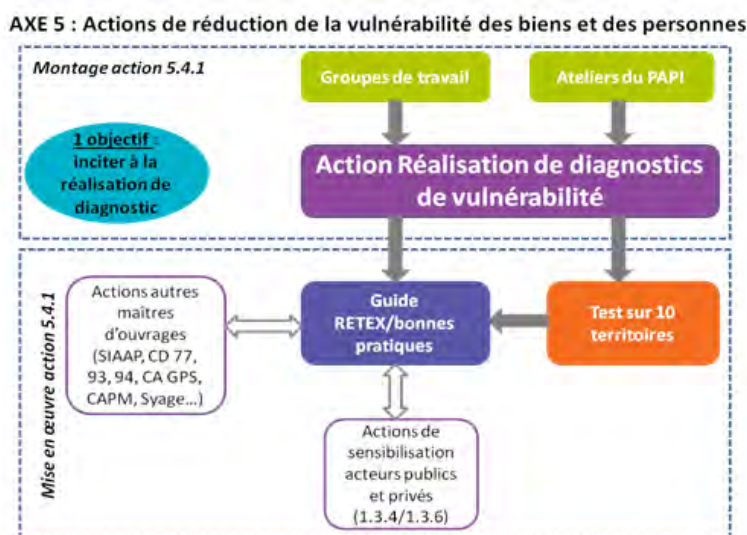 AXE 5 : Actions de réduction de la vulnérabilité des biens et des personnes
Montage action 5.4.1
Groupes de travail
Ateliers du PAPI
1 objectif :
inciter à la
réalisation de
diagnostic
Action Réalisation de diagnostics
de vulnérabilité
Mise en œuvre action 5.4.1
Actions autres
maîtres
d'ouvrages
(SIAAP, CD 77,
93, 94, CA GPS,
CAPM, Syage...)
Guide
RETEX/bonnes
pratiques
Test sur 10
territoires
Actions de
sensibilisation
acteurs publics
et privés
(1.3.4/1.3.6)